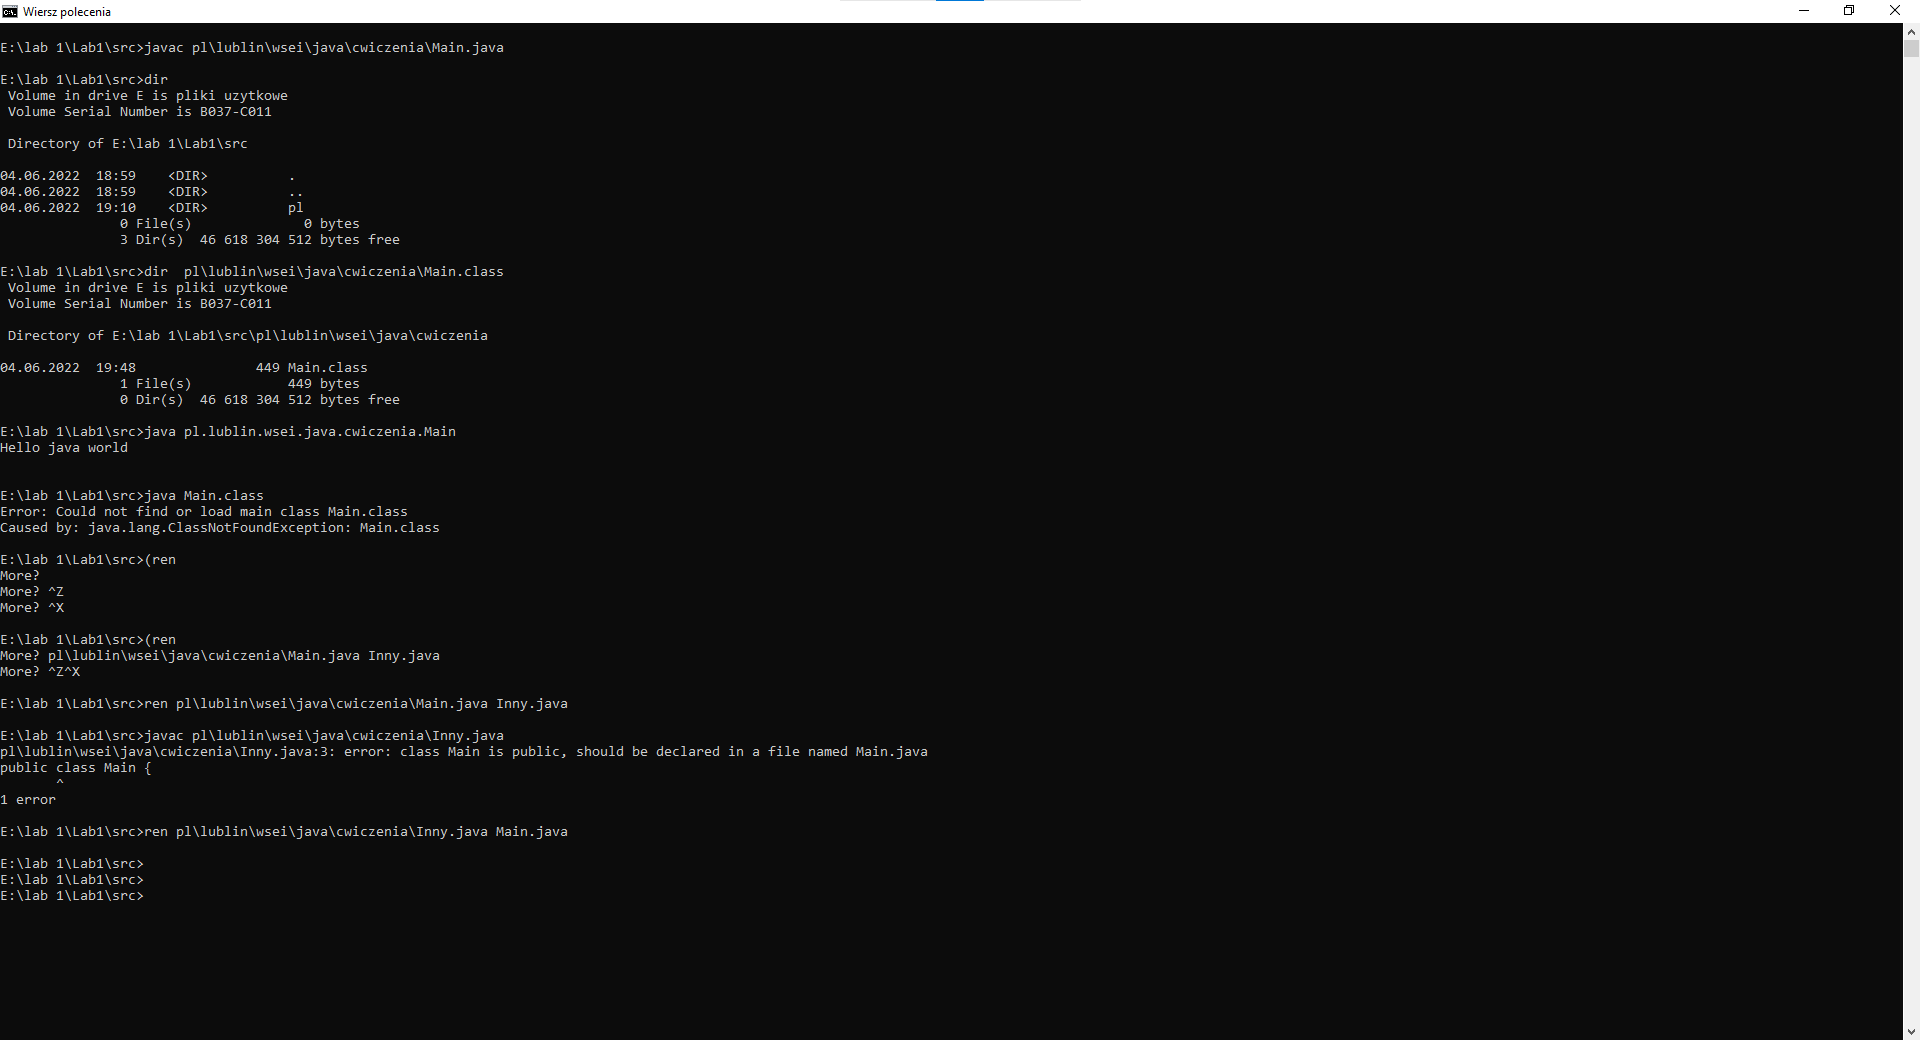 Wiersz polecenia
E:\lab 1\Lab1\src>javac pl\lublin\wsei\java\cwiczenia\Main.java
E:\lab 1\Lab1\src>dir
 Volume in drive E is pliki uzytkowe
 Volume Serial Number is B037-C011
 Directory of E:\lab 1\Lab1\src
04.06.2022  18:59    <DIR>          .
04.06.2022  18:59    <DIR>          ..
04.06.2022  19:10    <DIR>          pl
               0 File(s)              0 bytes
               3 Dir(s)  46 618 304 512 bytes free
E:\lab 1\Lab1\src>dir  pl\lublin\wsei\java\cwiczenia\Main.class
 Volume in drive E is pliki uzytkowe
 Volume Serial Number is B037-C011
 Directory of E:\lab 1\Lab1\src\pl\lublin\wsei\java\cwiczenia
04.06.2022  19:48               449 Main.class
               1 File(s)            449 bytes
               0 Dir(s)  46 618 304 512 bytes free
E:\lab 1\Lab1\src>java pl.lublin.wsei.java.cwiczenia.Main
Hello java world
E:\lab 1\Lab1\src>java Main.class
Error: Could not find or load main class Main.class
Caused by: java.lang.ClassNotFoundException: Main.class
E:\lab 1\Lab1\src>(ren
More?
More? ^Z
More? ^X
E:\lab 1\Lab1\src>(ren
More? pl\lublin\wsei\java\cwiczenia\Main.java Inny.java
More? ^Z^X
E:\lab 1\Lab1\src>ren pl\lublin\wsei\java\cwiczenia\Main.java Inny.java
E:\lab 1\Lab1\src>javac pl\lublin\wsei\java\cwiczenia\Inny.java
pl\lublin\wsei\java\cwiczenia\Inny.java:3: error: class Main is public, should be declared in a file named Main.java
public class Main {
       ^
1 error
E:\lab 1\Lab1\src>ren pl\lublin\wsei\java\cwiczenia\Inny.java Main.java
E:\lab 1\Lab1\src>
E:\lab 1\Lab1\src>
E:\lab 1\Lab1\src>